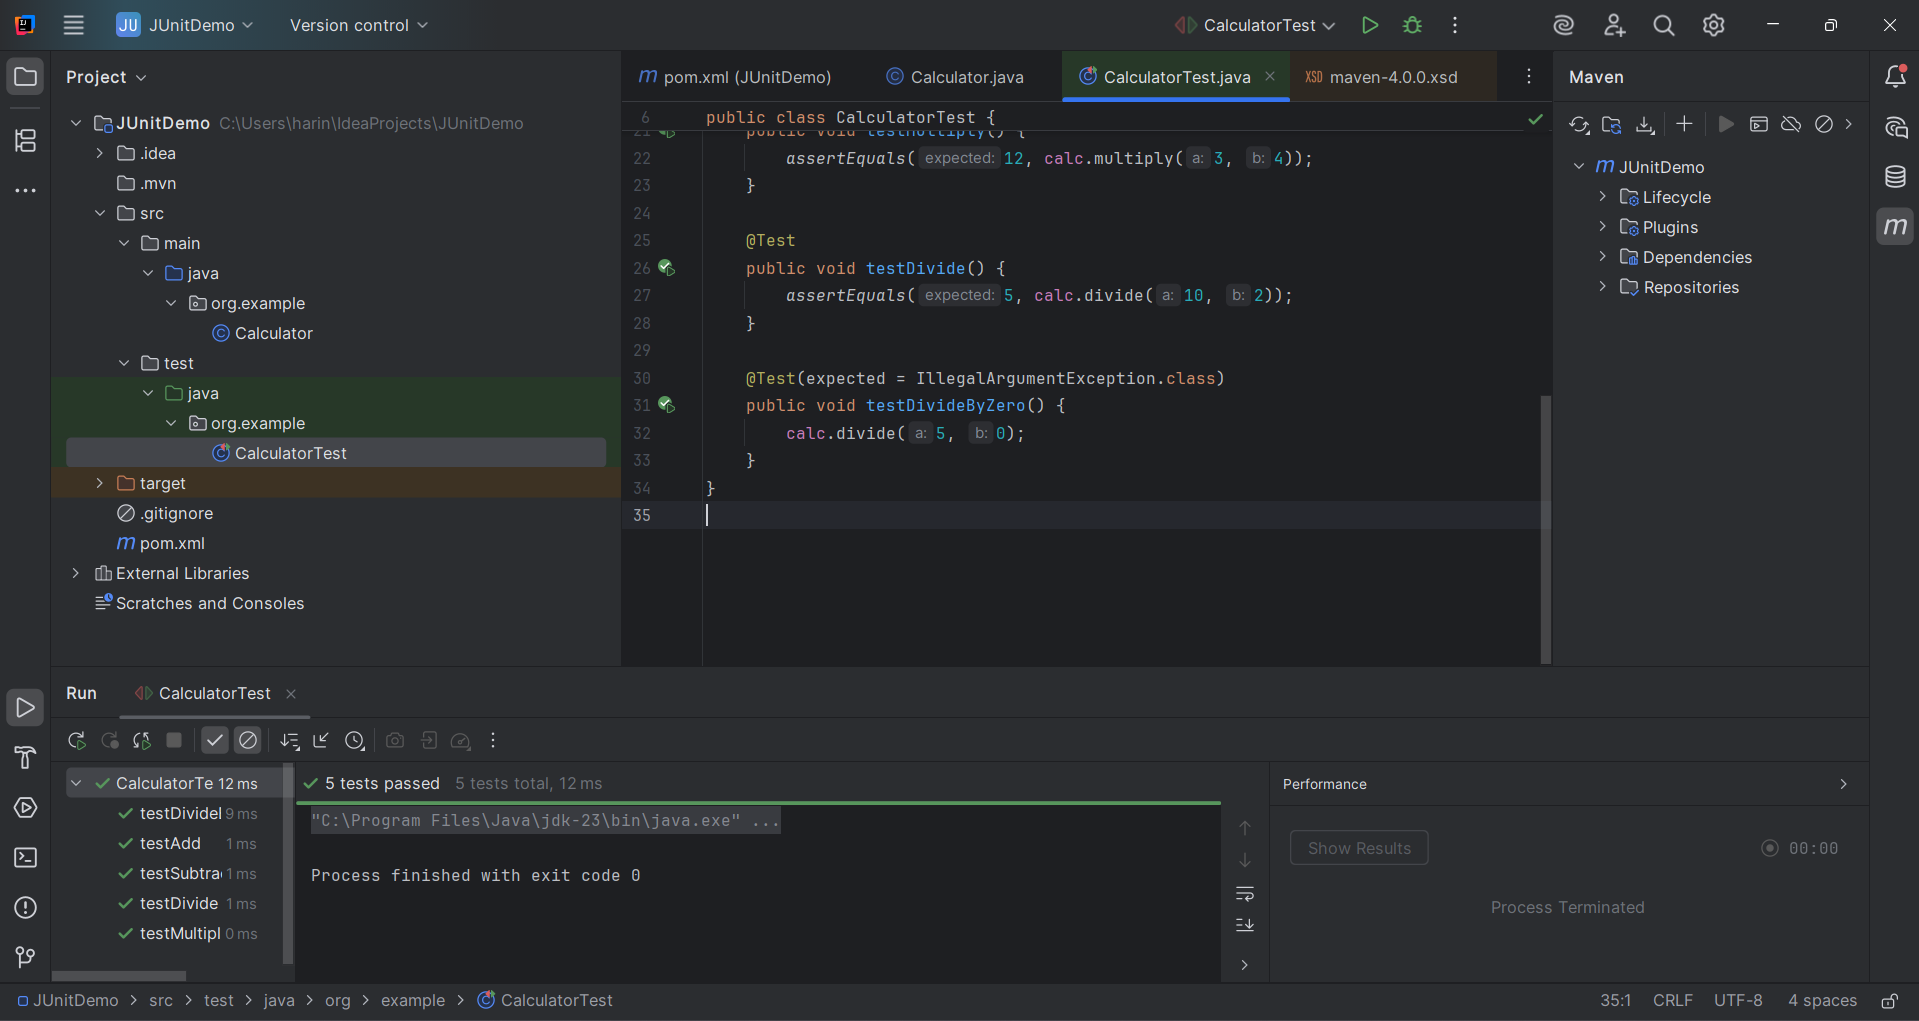 JU JUnitDemo Version control CalculatorTest
Project
JUnitDemo C:\Users\harin\IdeaProjects\JUnitDemo
.idea
.mvn
src
main
java
org.example
Calculator
test
java
org.example
CalculatorTest
target
.gitignore
m pom.xml
External Libraries
Scratches and Consoles
m pom.xml (JUnitDemo) Calculator.java CalculatorTest.java XSD maven-4.0.0.xsd
6 public class CalculatorTest {
21 public void testMultiply() {
22 assertEquals( expected: 12, calc.multiply( a: 3, b: 4));
23 }
24
25 @Test
26 public void testDivide() {
27 assertEquals( expected: 5, calc.divide( a: 10, b: 2));
28 }
29
30 @Test(expected = IllegalArgumentException.class)
31 public void testDivideByZero() {
32 calc.divide( a: 5, b: 0);
33 }
34 }
35
Maven
m JUnitDemo
Lifecycle
Plugins
Dependencies
Repositories
m
Run CalculatorTest
CalculatorTe 12 ms
testDividel 9 ms
testAdd 1 ms
testSubtra 1 ms
testDivide 1 ms
testMultipl 0 ms
5 tests passed 5 tests total, 12 ms
"C:\Program Files\Java\jdk-23\bin\java.exe" ...
Process finished with exit code 0
Performance
Show Results 00:00
Process Terminated
JUnitDemo > src > test > java > org > example > CalculatorTest
35:1 CRLF UTF-8 4 spaces